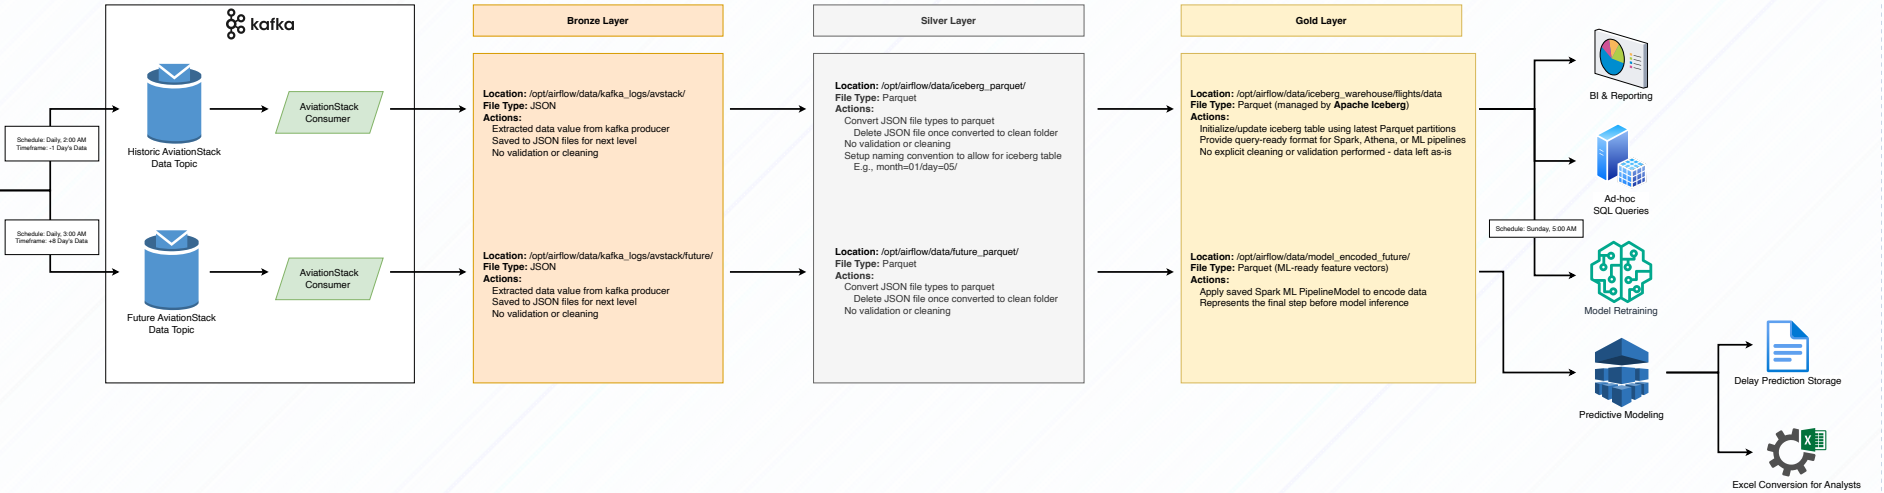 kafka
Schedule: Daily, 2:00 AM
Timeframe: -1 Day's Data
Schedule: Daily, 3:00 AM
Timeframe: +8 Day's Data
Historic AviationStack
Data Topic
AviationStack
Consumer
Future AviationStack
Data Topic
AviationStack
Consumer
Bronze Layer
Location: /opt/airflow/data/kafka_logs/avstack/
File Type: JSON
Actions:
Extracted data value from kafka producer
Saved to JSON files for next level
No validation or cleaning
Location: /opt/airflow/data/kafka_logs/avstack/future/
File Type: JSON
Actions:
Extracted data value from kafka producer
Saved to JSON files for next level
No validation or cleaning
Silver Layer
Location: /opt/airflow/data/iceberg_parquet/
File Type: Parquet
Actions:
Convert JSON file types to parquet
Delete JSON file once converted to clean folder
No validation or cleaning
Setup naming convention to allow for iceberg table
E.g., month=01/day=05/
Location: /opt/airflow/data/future_parquet/
File Type: Parquet
Actions:
Convert JSON file types to parquet
Delete JSON file once converted to clean folder
No validation or cleaning
Gold Layer
Location: /opt/airflow/data/iceberg_warehouse/flights/data
File Type: Parquet (managed by Apache Iceberg)
Actions:
Initialize/update iceberg table using latest Parquet partitions
Provide query-ready format for Spark, Athena, or ML pipelines
No explicit cleaning or validation performed - data left as-is
Location: /opt/airflow/data/model_encoded_future/
File Type: Parquet (ML-ready feature vectors)
Actions:
Apply saved Spark ML PipelineModel to encode data
Represents the final step before model inference
BI & Reporting
Ad-hoc
SQL Queries
Schedule: Sunday, 5:00 AM
Model Retraining
Predictive Modeling
Delay Prediction Storage
X
Excel Conversion for Analysts